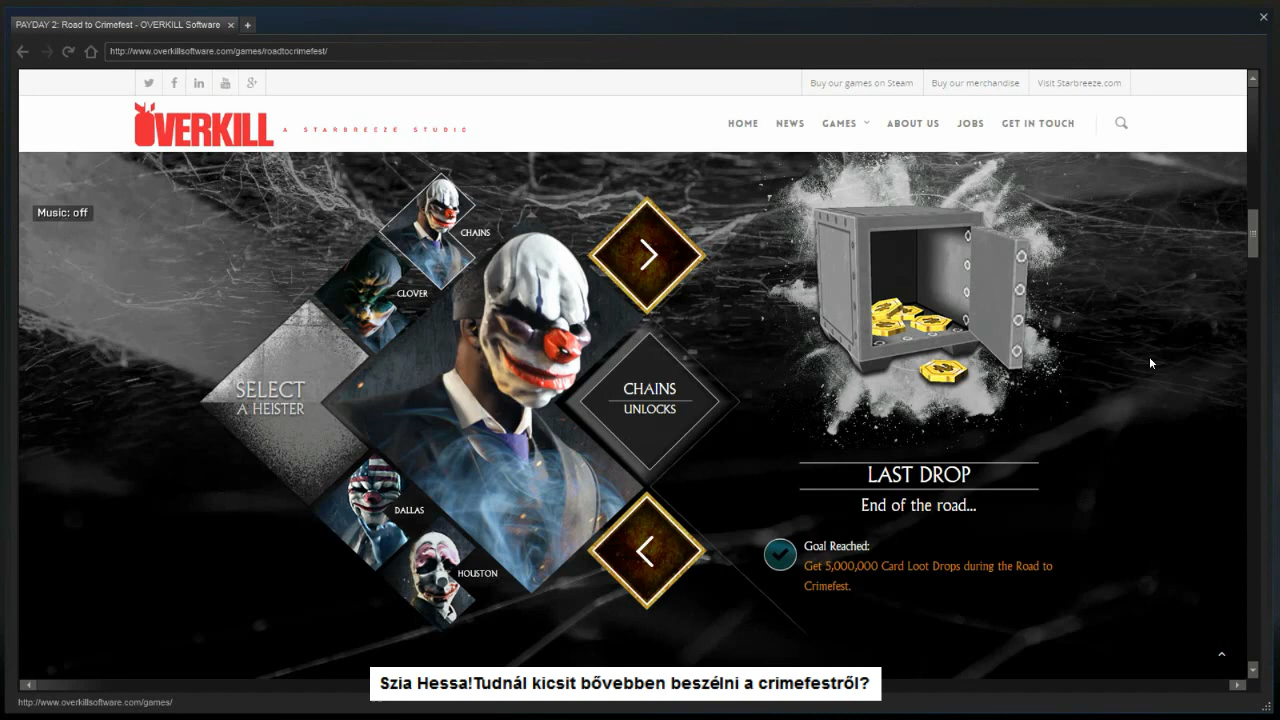 PAYDAY 2: Road to Crimefest - OVERKILL Software
http://www.overkillsoftware.com/games/roadtocrimefest/
Buy our games on Steam
Buy our merchandise
Visit Starbreeze.com
OVERKILL A STARBREEZE STUDIO
HOME NEWS GAMES ABOUT US JOBS GET IN TOUCH
Music: off
CHAINS
CLOVER
SELECT
A HEISTER
CHAINS
UNLOCKS
DALLAS
HOUSTON
LAST DROP
End of the road...
Goal Reached:
Get 5,000,000 Card Loot Drops during the Road to
Crimefest.
Szia Hessa!Tudnál kicsit bővebben beszélni a crimefestről?
http://www.overkillsoftware.com/games/